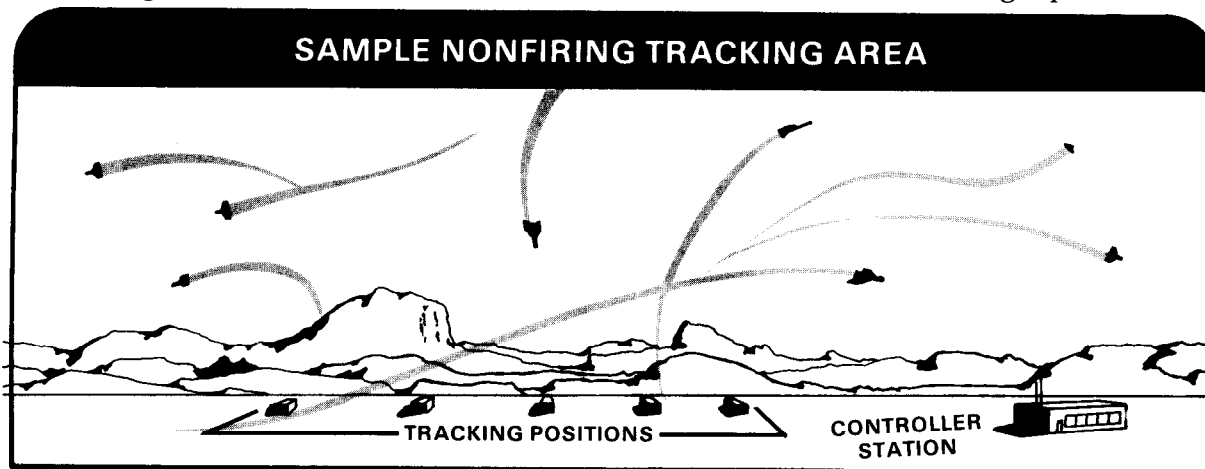 SAMPLE NONFIRING TRACKING AREA
TRACKING POSITIONS
CONTROLLER
STATION